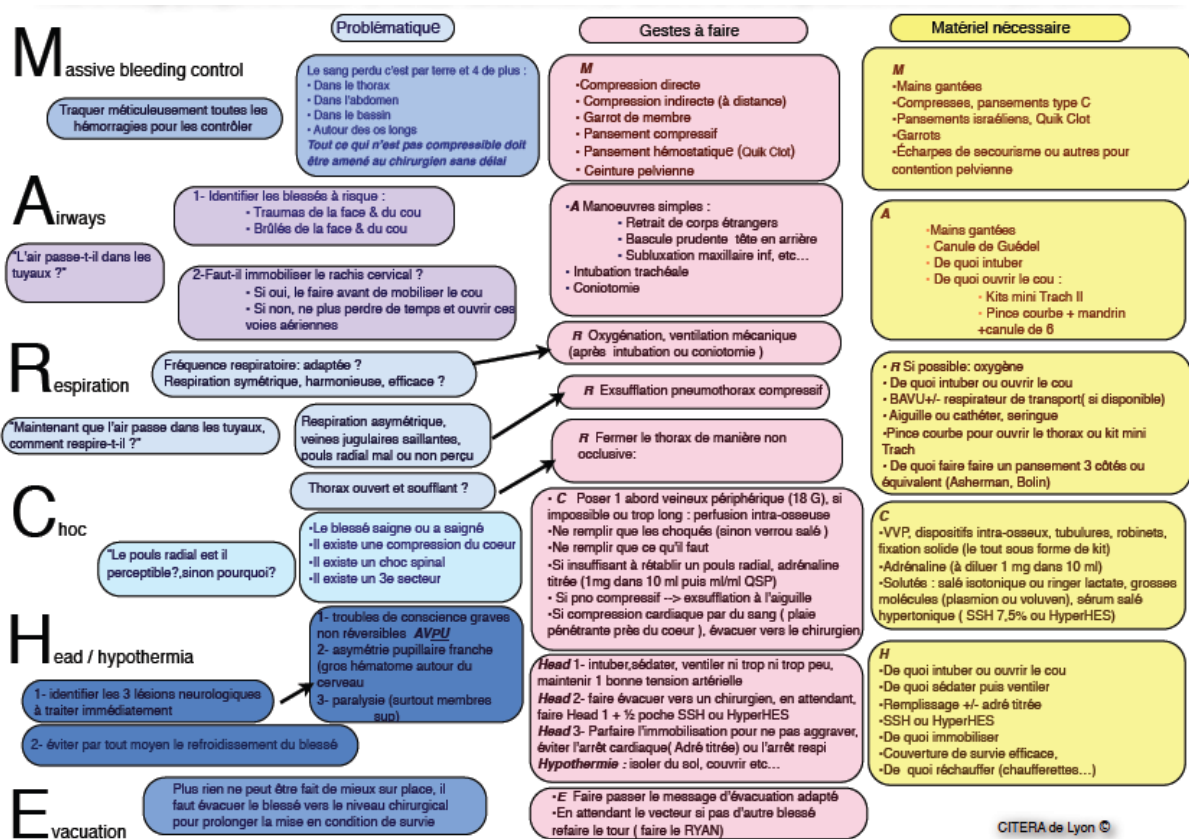 Problématique
Gestes à faire
Matériel nécessaire
Massive bleeding control
Traquer méticuleusement toutes les
hémorragies pour les contrôler
Le sang perdu c'est par terre et 4 de plus :
• Dans le thorax
• Dans l'abdomen
• Dans le bassin
• Autour des os longs
Tout ce qui n'est pas compressible doit
être amené au chirurgien sans délai
M
•Compression directe
• Compression indirecte (à distance)
• Garrot de membre
• Pansement compressif
• Pansement hémostatique (Quik Clot)
• Ceinture pelvienne
M
•Mains gantées
•Compresses, pansements type C
•Pansements israéliens, Quik Clot
•Garrots
•Écharpes de secourisme ou autres pour
contention pelvienne
Airways
"L'air passe-t-il dans les
tuyaux ?"
1- Identifier les blessés à risque :
• Traumas de la face & du cou
• Brûlés de la face & du cou
2-Faut-il immobiliser le rachis cervical ?
• Si oui, le faire avant de mobiliser le cou
• Si non, ne plus perdre de temps et ouvrir ces
voies aériennes
•A Manoeuvres simples :
• Retrait de corps étrangers
• Bascule prudente tête en arrière
• Subluxation maxillaire inf, etc...
• Intubation trachéale
• Coniotomie
A
•Mains gantées
• Canule de Guédel
• De quoi intuber
• De quoi ouvrir le cou :
• Kits mini Trach II
• Pince courbe + mandrin
+canule de 6
Respiration
"Maintenant que l'air passe dans les tuyaux,
comment respire-t-il ?"
Fréquence respiratoire: adaptée ?
Respiration symétrique, harmonieuse, efficace ?
Respiration asymétrique,
veines jugulaires saillantes,
pouls radial mal ou non perçu
Thorax ouvert et soufflant ?
R Oxygénation, ventilation mécanique
(après intubation ou coniotomie )
R Exsufflation pneumothorax compressif
R Fermer le thorax de manière non
occlusive:
• R Si possible: oxygène
• De quoi intuber ou ouvrir le cou
• BAVU+/- respirateur de transport( si disponible)
• Aiguille ou cathéter, seringue
•Pince courbe pour ouvrir le thorax ou kit mini
Trach
• De quoi faire faire un pansement 3 côtés ou
équivalent (Asherman, Bolin)
Choc
"Le pouls radial est il
perceptible?,sinon pourquoi?
•Le blessé saigne ou a saigné
•Il existe une compression du coeur
•Il existe un choc spinal
•Il existe un 3e secteur
• C Poser 1 abord veineux périphérique (18 G), si
impossible ou trop long : perfusion intra-osseuse
•Ne remplir que les choqués (sinon verrou salé )
•Ne remplir que ce qu'il faut
•Si insuffisant à rétablir un pouls radial, adrénaline
titrée (1mg dans 10 ml puis ml/ml QSP)
• Si pno compressif --> exsufflation à l'aiguille
•Si compression cardiaque par du sang ( plaie
pénétrante près du coeur ), évacuer vers le chirurgien
C
•VVP, dispositifs intra-osseux, tubulures, robinets,
fixation solide (le tout sous forme de kit)
•Adrénaline (à diluer 1 mg dans 10 ml)
•Solutés : salé isotonique ou ringer lactate, grosses
molécules (plasmion ou voluven), sérum salé
hypertonique ( SSH 7,5% ou HyperHES)
Head / hypothermia
1- identifier les 3 lésions neurologiques
à traiter immédiatement
2- éviter par tout moyen le refroidissement du blessé
1- troubles de conscience graves
non réversibles AVPU
2- asymétrie pupillaire franche
(gros hématome autour du
cerveau
3- paralysie (surtout membres
sup)
Head 1- intuber,sédater, ventiler ni trop ni trop peu,
maintenir 1 bonne tension artérielle
Head 2- faire évacuer vers un chirurgien, en attendant,
faire Head 1 + ½ poche SSH ou HyperHES
Head 3- Parfaire l'immobilisation pour ne pas aggraver,
éviter l'arrêt cardiaque( Adré titrée) ou l'arrêt respi
Hypothermie : isoler du sol, couvrir etc...
H
•De quoi intuber ou ouvrir le cou
•De quoi sédater puis ventiler
•Remplissage +/- adré titrée
•SSH ou HyperHES
•De quoi immobiliser
•Couverture de survie efficace,
•De quoi réchauffer (chaufferettes...)
Evacuation
Plus rien ne peut être fait de mieux sur place, il
faut évacuer le blessé vers le niveau chirurgical
pour prolonger la mise en condition de survie
•E Faire passer le message d'évacuation adapté
•En attendant le vecteur si pas d'autre blessé
refaire le tour ( faire le RYAN)
CITERA de Lyon ©